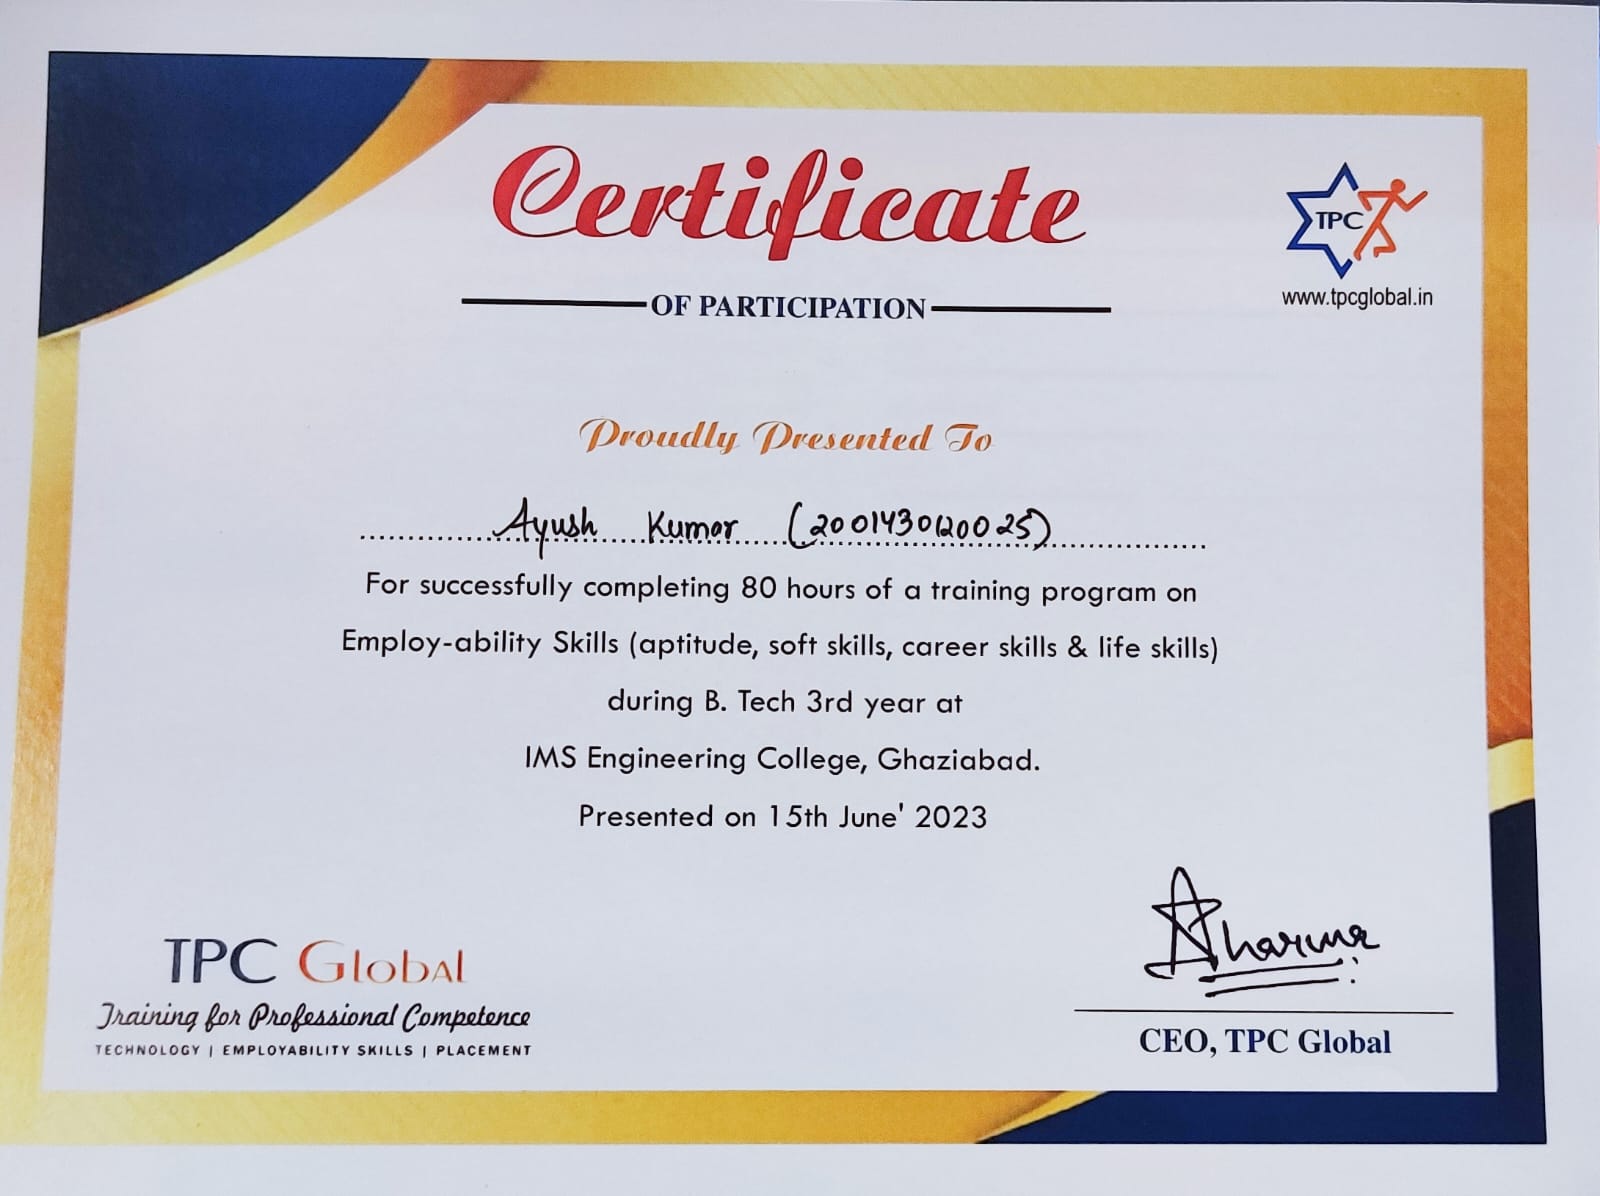 Certificate
OF PARTICIPATION
TPC
www.tpcglobal.in
Proudly Presented To
Ayush Kumar (2001430120025)
For successfully completing 80 hours of a training program on
Employ-ability Skills (aptitude, soft skills, career skills & life skills)
during B. Tech 3rd year at
IMS Engineering College, Ghaziabad.
Presented on 15th June' 2023
TPC Global
Training for Professional Competence
TECHNOLOGY | EMPLOYABILITY SKILLS | PLACEMENT
Sharma
CEO, TPC Global